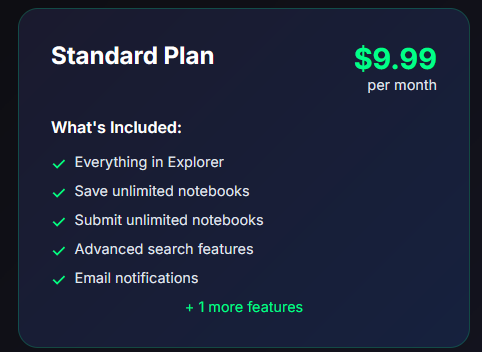 Standard Plan
$9.99
per month
What's Included:
Everything in Explorer
Save unlimited notebooks
Submit unlimited notebooks
Advanced search features
Email notifications
+ 1 more features